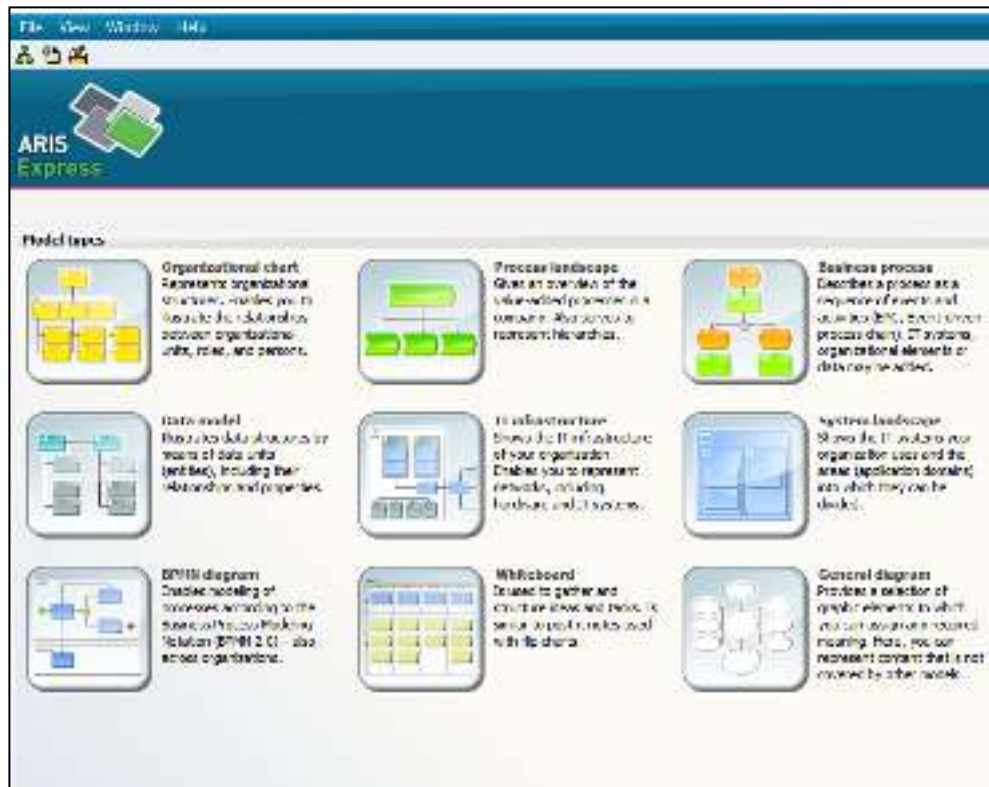 File View Window Help
ARIS
Express
Model types
Organizational chart
Represents organizational
structures. Enables you to
illustrate the relationships
between organizational
units, roles, and persons.
Process landscape
Gives an overview of the
value-added processes in a
company. Also serves to
represent hierarchies.
Business process
Describes a process as a
sequence of events and
activities (EPC, Event-driven
process chain). IT systems,
organizational elements or
data may be added.
Data model
Illustrates data structures by
means of data units
(entities), including their
relationships and properties.
IT infrastructure
Shows the IT infrastructure
of your organization.
Enables you to represent
networks, including
hardware and IT systems.
System landscape
Shows the IT systems your
organization uses and the
areas (application domains)
into which they can be
divided.
BPMN diagram
Enables modeling of
processes according to the
Business Process Modeling
Notation (BPMN 2.0) - also
across organizations.
Whiteboard
Is used to gather and
structure ideas and tasks. Is
similar to post-it notes used
with flip charts.
General diagram
Provides a selection of
graphic elements to which
you can assign any required
meaning. Here, you can
represent content that is not
covered by other models.